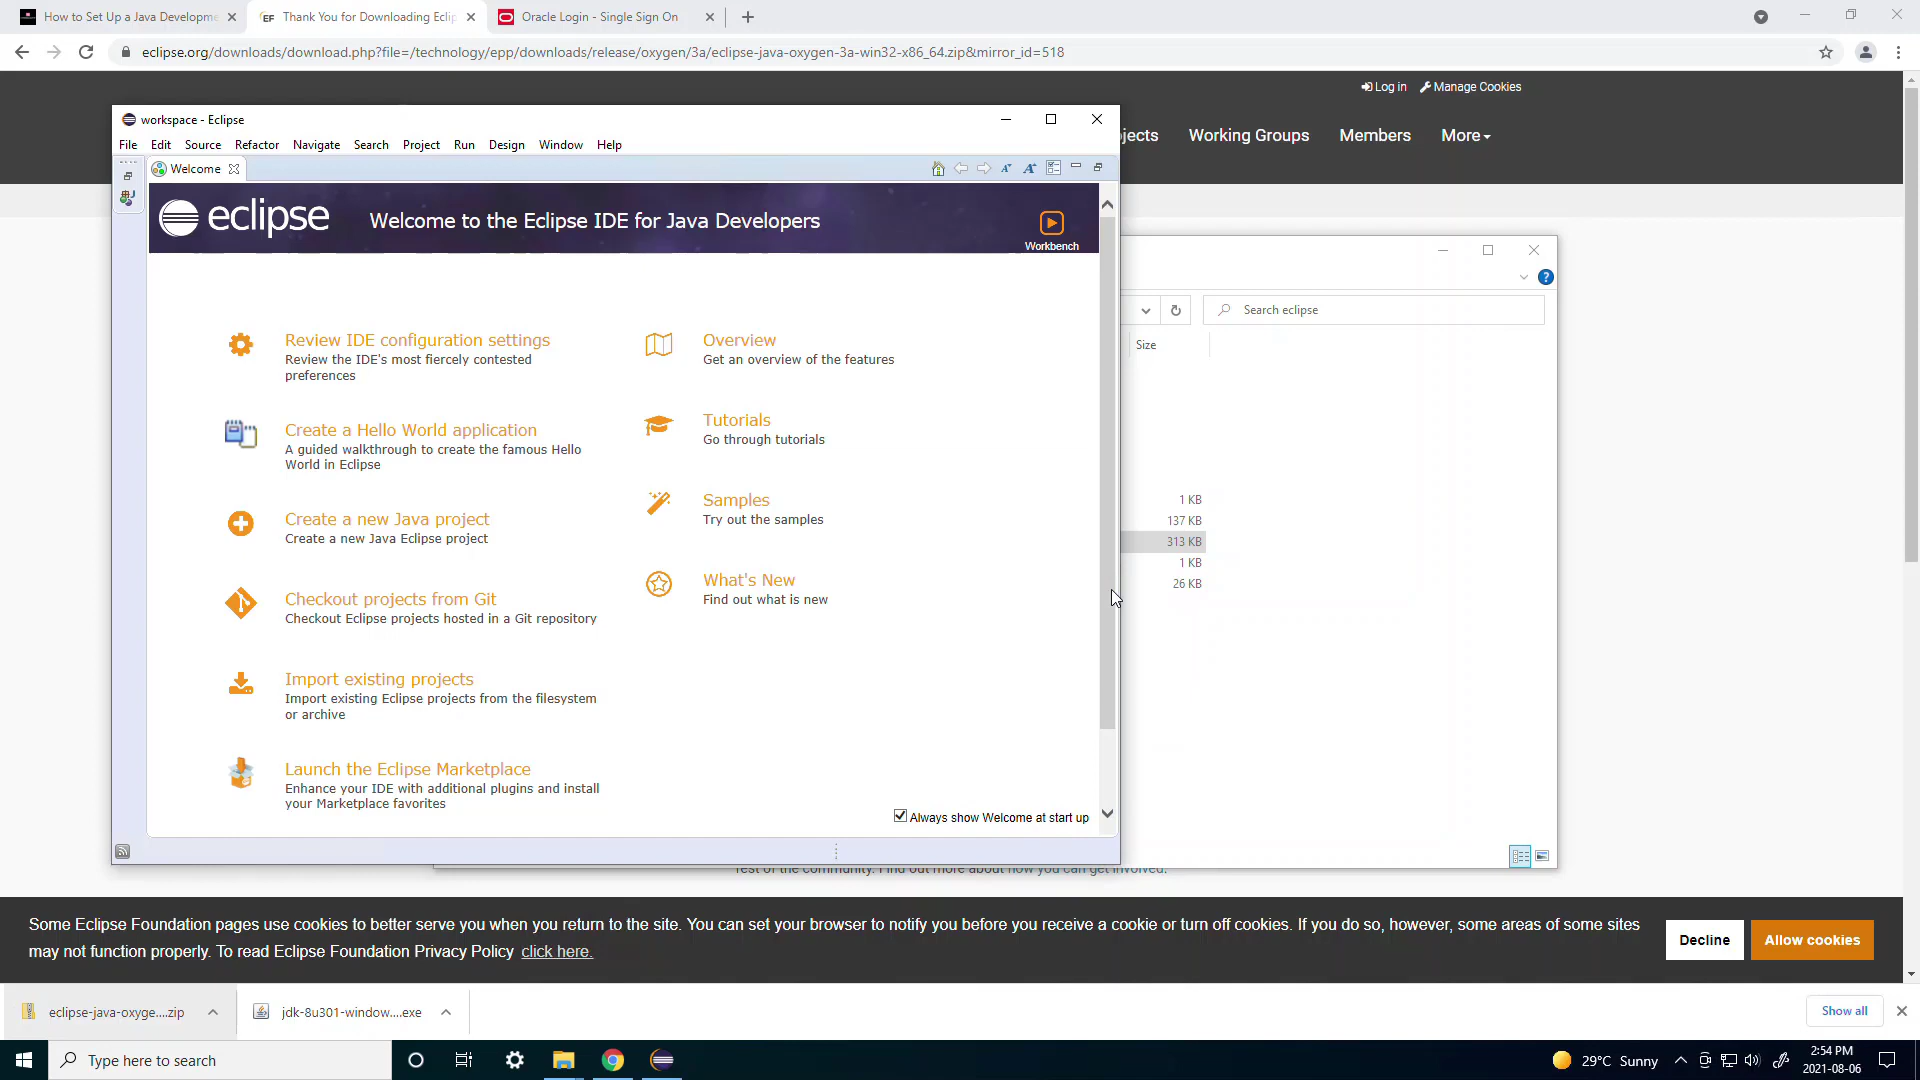 How to Set Up a Java Developme
Thank You for Downloading Eclip
Oracle Login - Single Sign On
eclipse.org/downloads/download.php?file=/technology/epp/downloads/release/oxygen/3a/eclipse-java-oxygen-3a-win32-x86_64.zip&mirror_id=518
Log in Manage Cookies
jects Working Groups Members More
workspace - Eclipse
File Edit Source Refactor Navigate Search Project Run Design Window Help
Welcome
eclipse
Welcome to the Eclipse IDE for Java Developers
Workbench
Review IDE configuration settings
Review the IDE's most fiercely contested
preferences
Create a Hello World application
A guided walkthrough to create the famous Hello
World in Eclipse
Create a new Java project
Create a new Java Eclipse project
Checkout projects from Git
Checkout Eclipse projects hosted in a Git repository
Import existing projects
Import existing Eclipse projects from the filesystem
or archive
Launch the Eclipse Marketplace
Enhance your IDE with additional plugins and install
your Marketplace favorites
Overview
Get an overview of the features
Tutorials
Go through tutorials
Samples
Try out the samples
What's New
Find out what is new
Always show Welcome at start up
Search eclipse
Size
1 KB
137 KB
313 KB
1 KB
26 KB
rest of the community. Find out more about how you can get involved.
Some Eclipse Foundation pages use cookies to better serve you when you return to the site. You can set your browser to notify you before you receive a cookie or turn off cookies. If you do so, however, some areas of some sites
may not function properly. To read Eclipse Foundation Privacy Policy click here.
Decline
Allow cookies
eclipse-java-oxyge....zip
jdk-8u301-window....exe
Show all
Type here to search
29°C Sunny
2:54 PM
2021-08-06